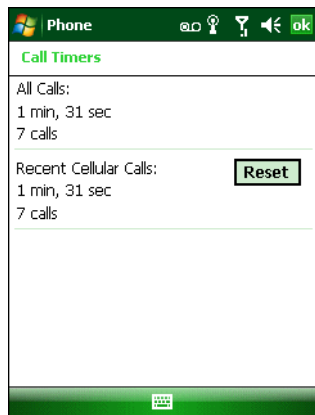 Phone
ok
Call Timers
All Calls:
1 min, 31 sec
7 calls
Recent Cellular Calls:
Reset
1 min, 31 sec
7 calls